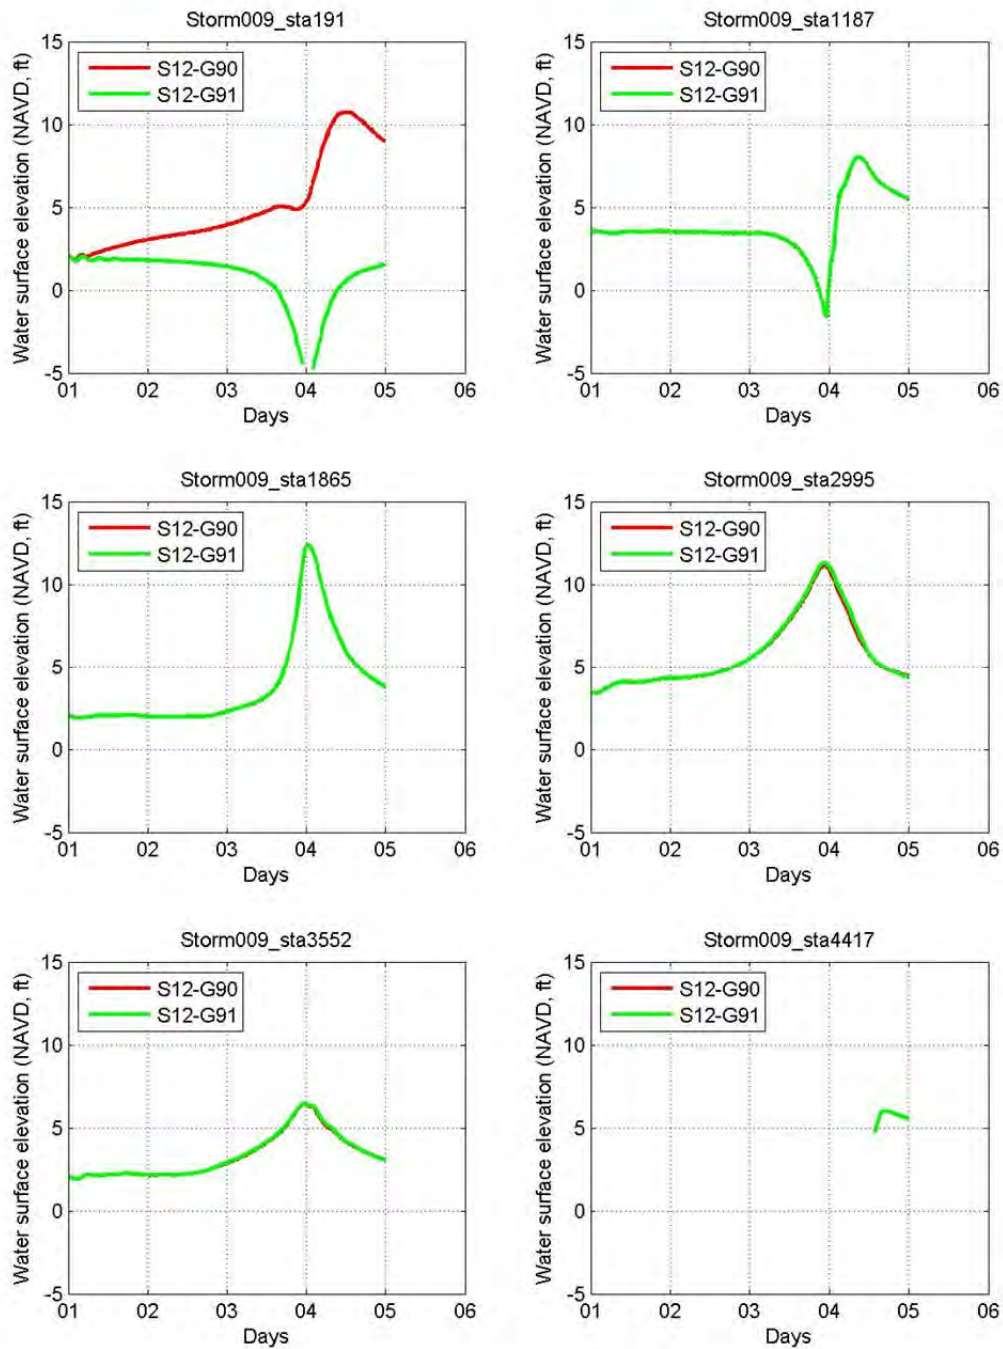 Storm009_sta191
Water surface elevation (NAVD, ft)
15
10
5
0
-5
S12-G90
S12-G91
01 02 03 04 05 06
Days
Storm009_sta1187
Water surface elevation (NAVD, ft)
15
10
5
0
-5
S12-G90
S12-G91
01 02 03 04 05 06
Days
Storm009_sta1865
Water surface elevation (NAVD, ft)
15
10
5
0
-5
S12-G90
S12-G91
01 02 03 04 05 06
Days
Storm009_sta2995
Water surface elevation (NAVD, ft)
15
10
5
0
-5
S12-G90
S12-G91
01 02 03 04 05 06
Days
Storm009_sta3552
Water surface elevation (NAVD, ft)
15
10
5
0
-5
S12-G90
S12-G91
01 02 03 04 05 06
Days
Storm009_sta4417
Water surface elevation (NAVD, ft)
15
10
5
0
-5
S12-G90
S12-G91
01 02 03 04 05 06
Days